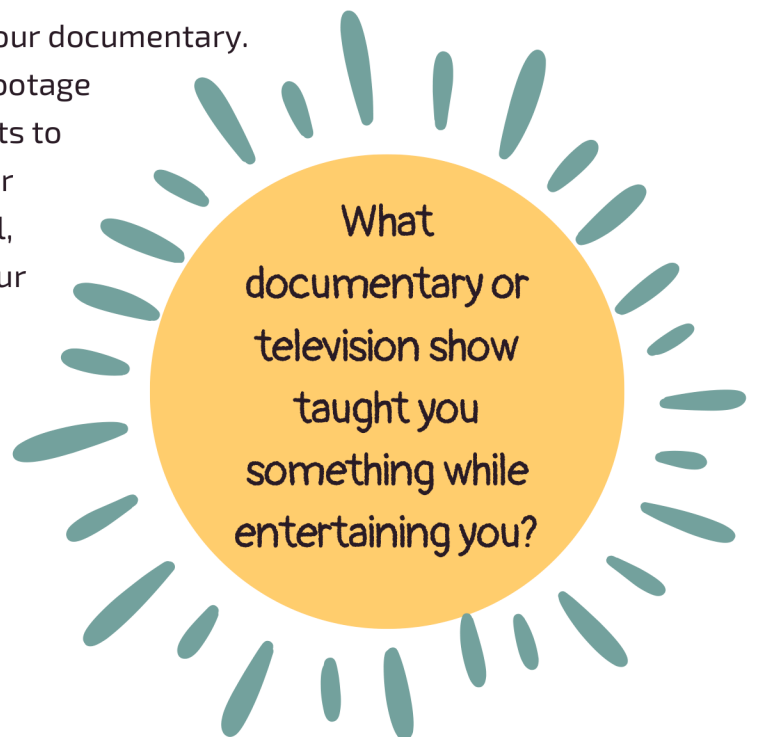 our documentary.
ootage
ts to
r
l,
ur
What
documentary or
television show
taught you
something while
entertaining you?